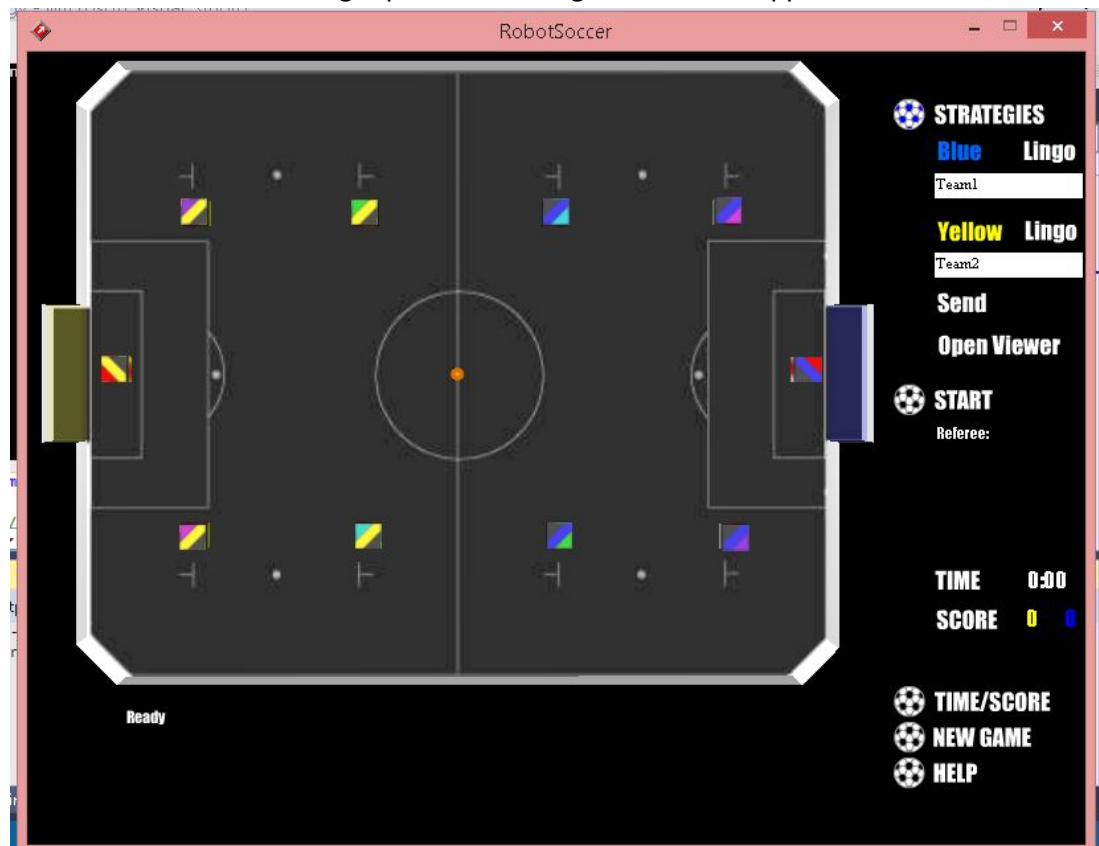 RobotSoccer
STRATEGIES
Blue Lingo
Team1
Yellow Lingo
Team2
Send
Open Viewer
START
Referee:
TIME 0:00
SCORE 0 0
Ready
TIME/SCORE
NEW GAME
HELP